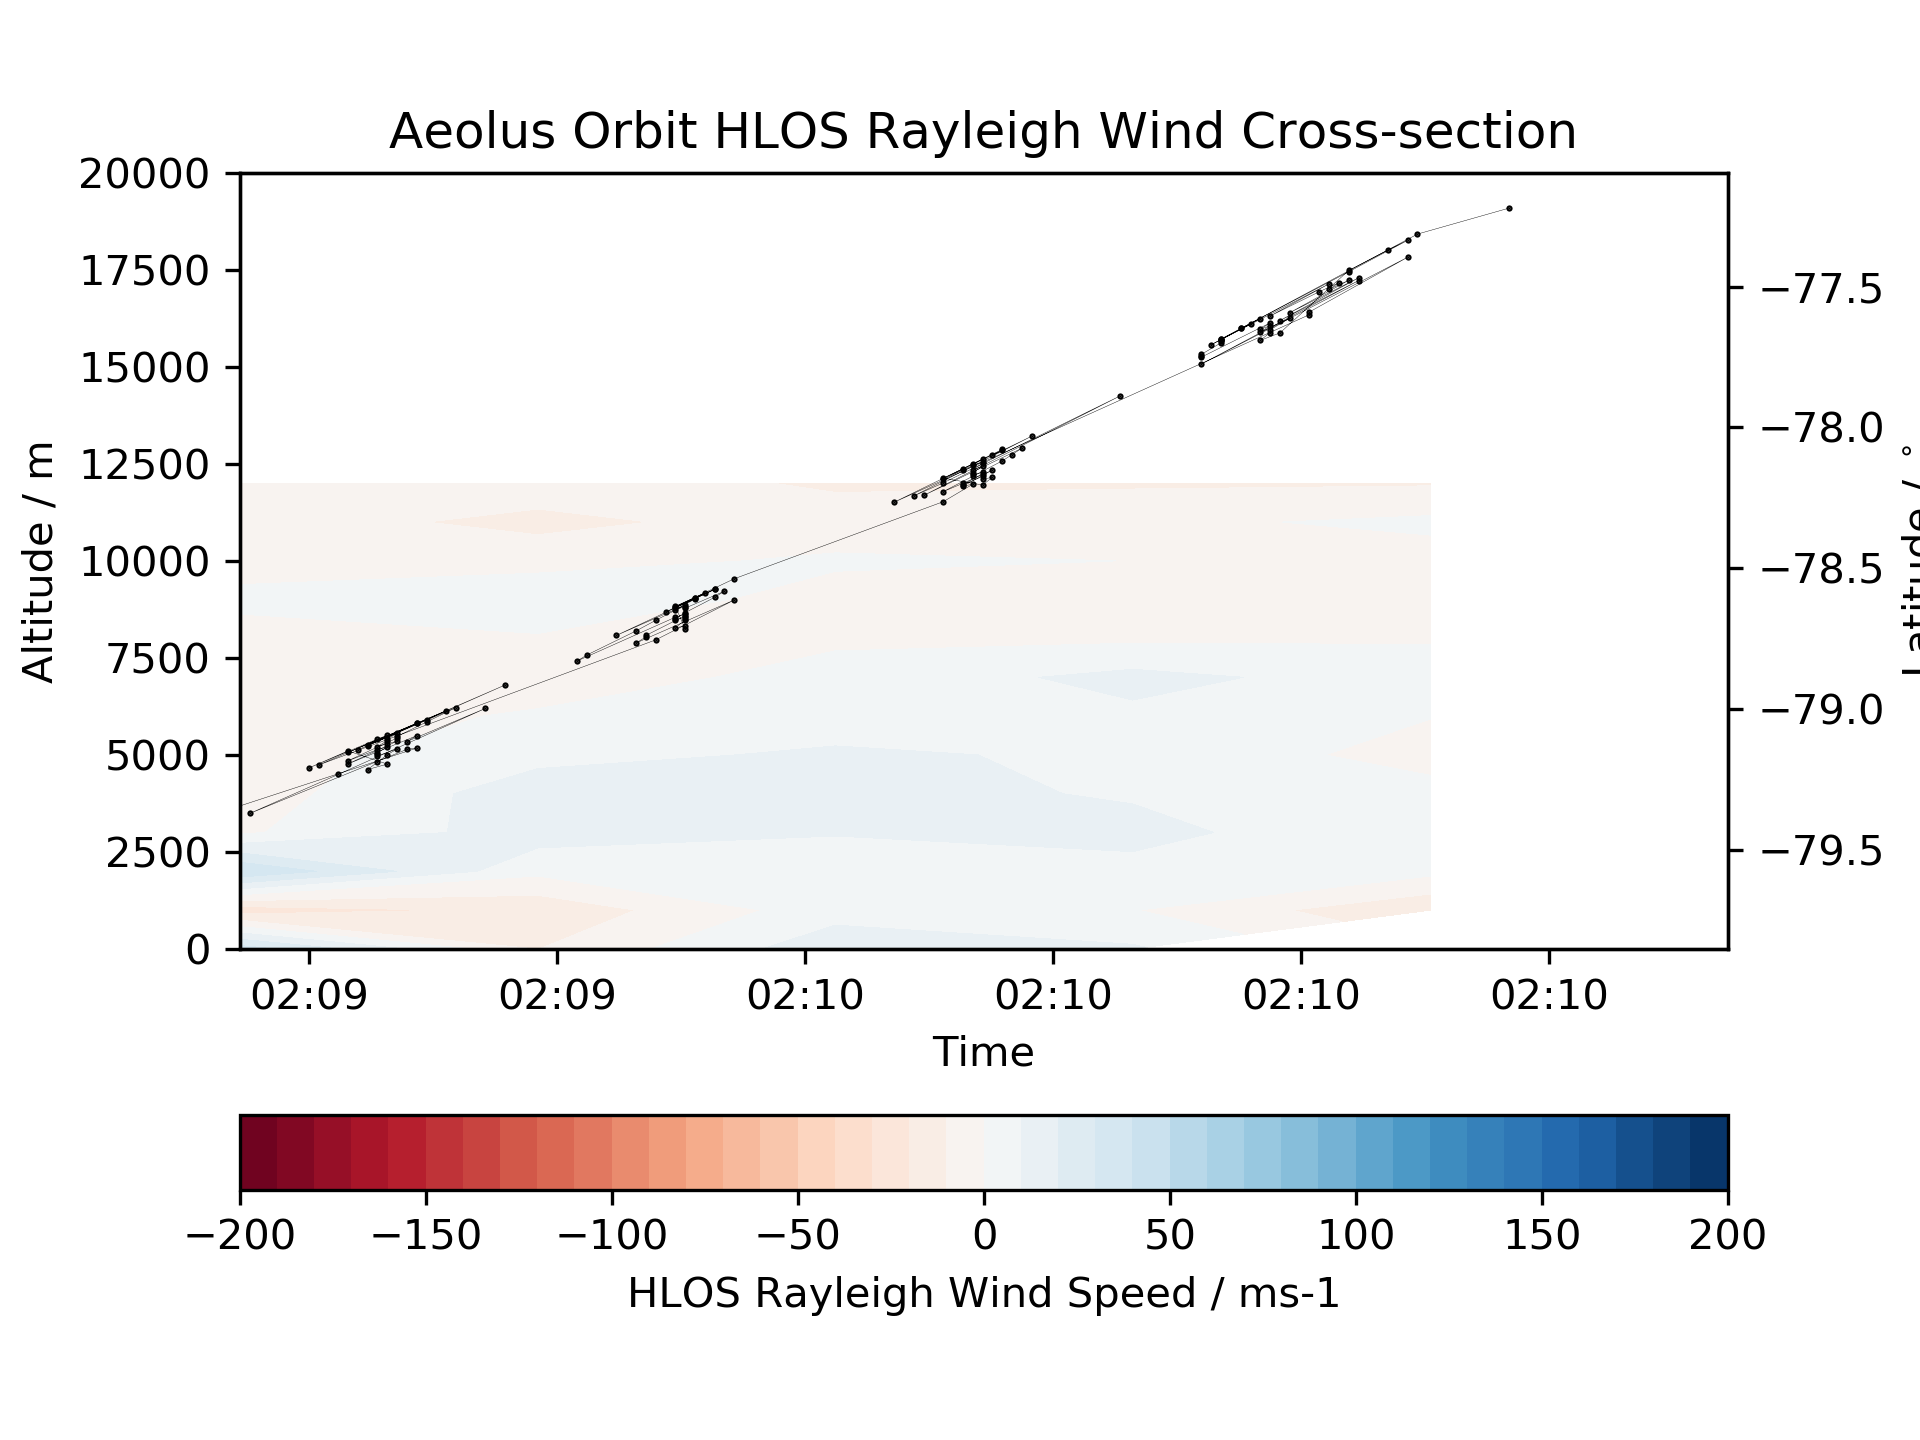 Aeolus Orbit HLOS Rayleigh Wind Cross-section
20000
17500
15000
12500
10000
7500
5000
2500
0
Altitude / m
−77.5
−78.0
−78.5
−79.0
−79.5
Latitude / °
02:09 02:09 02:10 02:10 02:10 02:10
Time
−200 −150 −100 −50 0 50 100 150 200
HLOS Rayleigh Wind Speed / ms-1